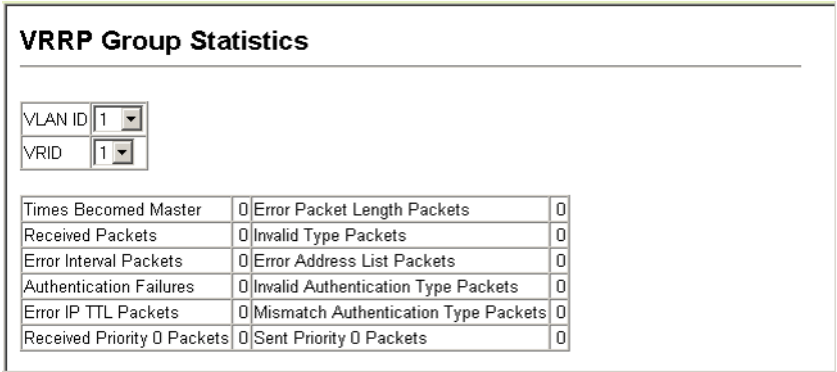 VRRP Group Statistics
VLAN ID 1
VRID 1
Times Becomed Master 0 Error Packet Length Packets 0
Received Packets 0 Invalid Type Packets 0
Error Interval Packets 0 Error Address List Packets 0
Authentication Failures 0 Invalid Authentication Type Packets 0
Error IP TTL Packets 0 Mismatch Authentication Type Packets 0
Received Priority 0 Packets 0 Sent Priority 0 Packets 0